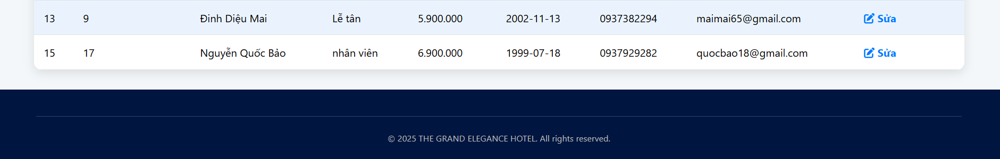 13 9 Đinh Diệu Mai Lễ tân 5.900.000 2002-11-13 0937382294 maimai65@gmail.com Sửa
15 17 Nguyễn Quốc Bảo nhân viên 6.900.000 1999-07-18 0937929282 quocbao18@gmail.com Sửa
© 2025 THE GRAND ELEGANCE HOTEL. All rights reserved.